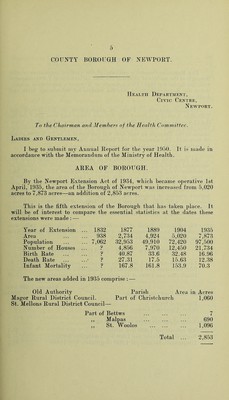 5
COUNTY BOROUGH OF NEWPORT.
Health Department,
Civic Centre,
Newport.
To the Chairman and Members of the Health Committee.
Ladies and Gentlemen,
I beg to submit my Annual Report for the year 1950. It is made in
accordance with the Memorandum of the Ministry of Health.
AREA OF BOROUGH.
By the Newport Extension Act of 1934, which became operative 1st
April, 1935, the area of the Borough of Newport was increased from 5,020
acres to 7,873 acres—an addition of 2,853 acres.
This is the fifth extension of the Borough that has taken place. It
will be of interest to compare the essential statistics at the dates these
extensions were made :—
Year of Extension ... 1832 1877 1889 1904 1935
Area ... 938 2,734 4,924 5,020 7,873
Population ... 7,062 32,953 49,910 72,420 97,500
Number of Houses ... ? 4,856 7,970 12,450 21,734
Birth Rate ... ? 40.87 33.6 32.48 16.96
Death Rate ... ? 27.31 17.5 15.63 12.38
Infant Mortality ... ? 167.8 161.8 153.9 70.3
The new areas added in 1935 comprise :—
Old Authority Parish Area in Acres
Magor Rural District Council. Part of Christchurch 1,060
St. Mellons Rural District Council—
Part of Bettws ... 7
,, Malpas ... 690
,, St. Woolos ... 1,096
Total ... 2,853